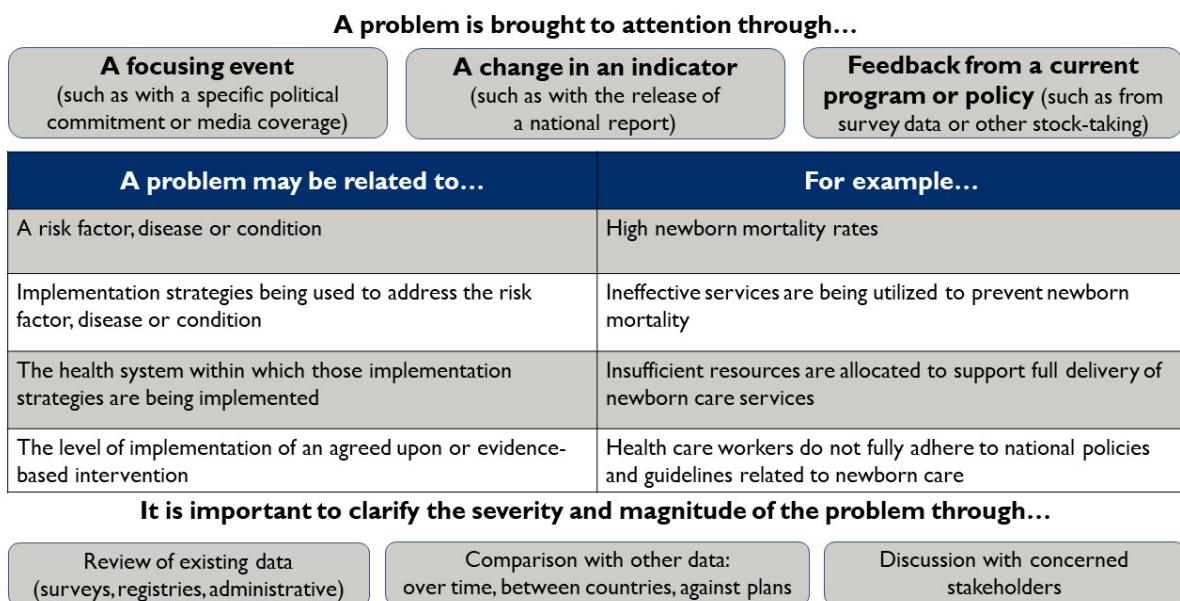 A problem is brought to attention through...
A focusing event
(such as with a specific political
commitment or media coverage)
A change in an indicator
(such as with the release of
a national report)
Feedback from a current
program or policy (such as from
survey data or other stock-taking)
A problem may be related to...
For example...
A risk factor, disease or condition
High newborn mortality rates
Implementation strategies being used to address the risk
factor, disease or condition
Ineffective services are being utilized to prevent newborn
mortality
The health system within which those implementation
strategies are being implemented
Insufficient resources are allocated to support full delivery of
newborn care services
The level of implementation of an agreed upon or evidence-
based intervention
Health care workers do not fully adhere to national policies
and guidelines related to newborn care
It is important to clarify the severity and magnitude of the problem through...
Review of existing data
(surveys, registries, administrative)
Comparison with other data:
over time, between countries, against plans
Discussion with concerned
stakeholders